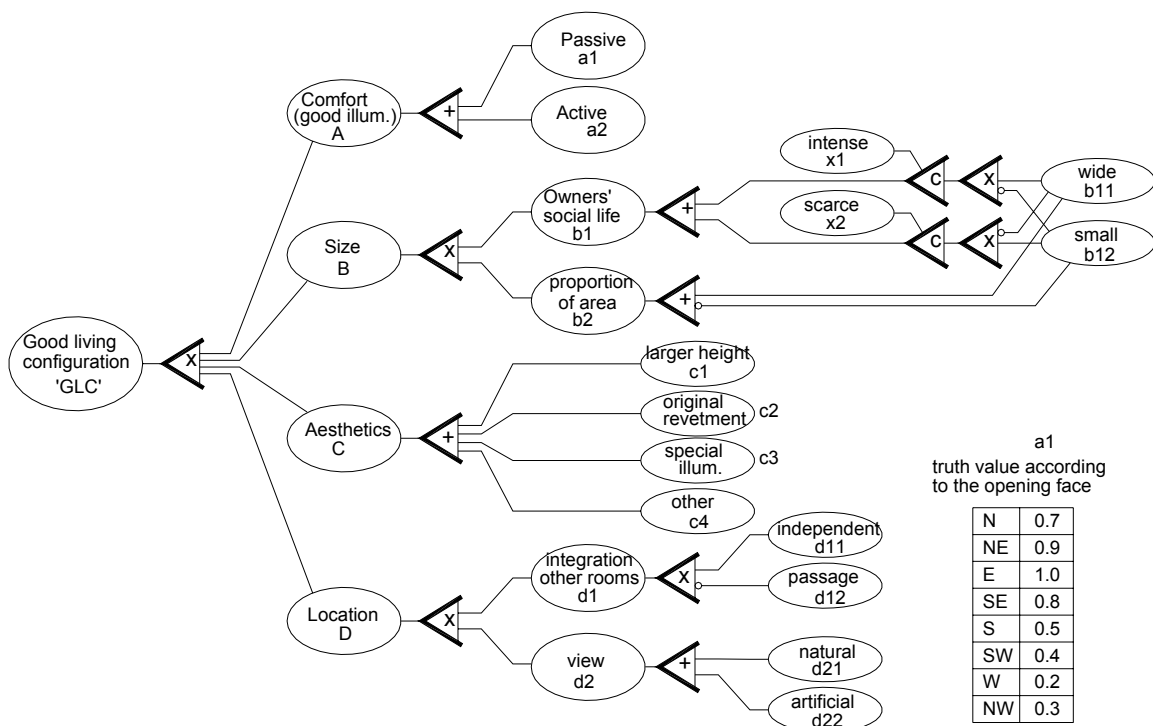 Good living
configuration
'GLC'
x
Comfort
(good illum.)
A
+
Passive
a1
Active
a2
Size
B
x
Owners'
social life
b1
+
intense
x1
c
x
wide
b11
scarce
x2
c
x
small
b12
proportion
of area
b2
+
Aesthetics
C
+
larger height
c1
original
revetment
c2
special
illum.
c3
other
c4
Location
D
x
integration
other rooms
d1
x
independent
d11
passage
d12
view
d2
+
natural
d21
artificial
d22
a1
truth value according
to the opening face
N 0.7
NE 0.9
E 1.0
SE 0.8
S 0.5
SW 0.4
W 0.2
NW 0.3